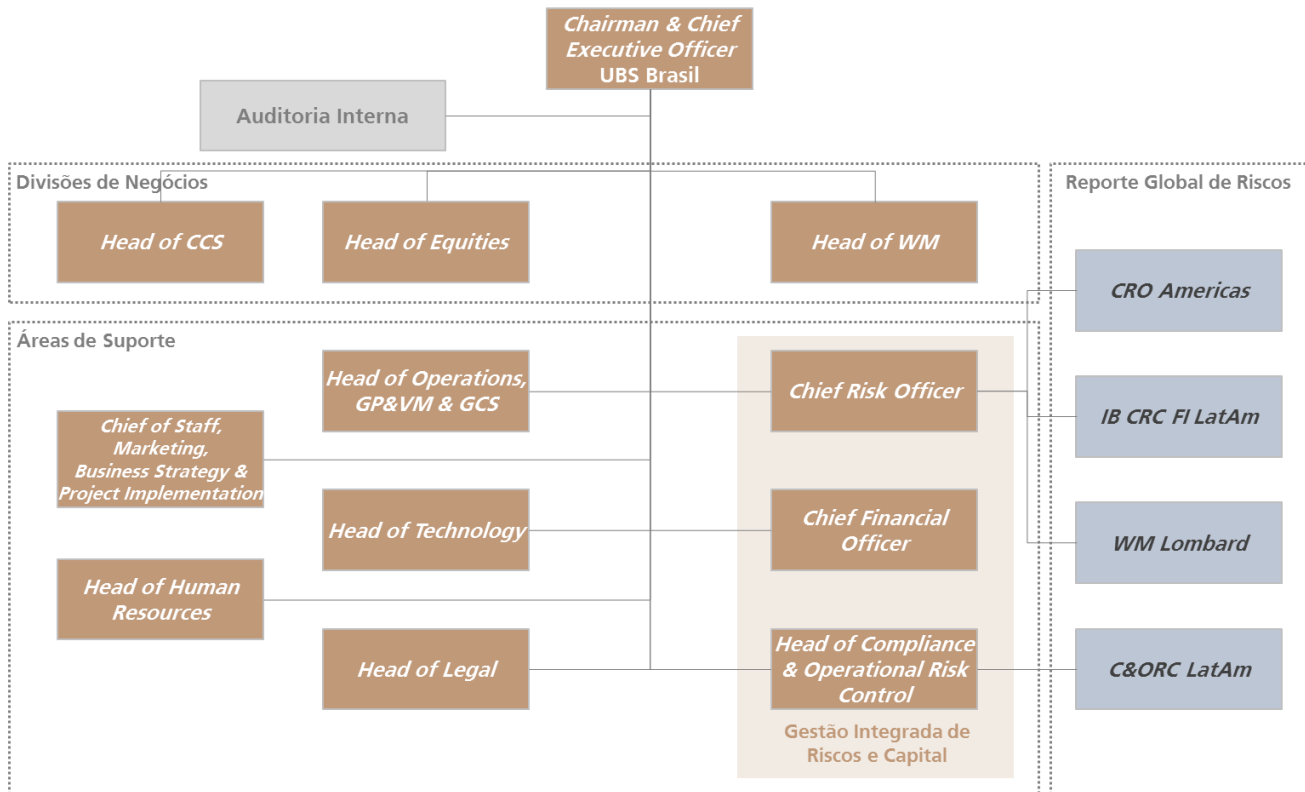 Chairman & Chief
Executive Officer
UBS Brasil
Auditoria Interna
Divisões de Negócios
Head of CCS
Head of Equities
Head of WM
Reporte Global de Riscos
CRO Americas
IB CRC FI LatAm
WM Lombard
C&ORC LatAm
Áreas de Suporte
Head of Operations,
GP&VM & GCS
Chief Risk Officer
Chief of Staff,
Marketing,
Business Strategy &
Project Implementation
Head of Technology
Chief Financial
Officer
Head of Human
Resources
Head of Legal
Head of Compliance
& Operational Risk
Control
Gestão Integrada de
Riscos e Capital